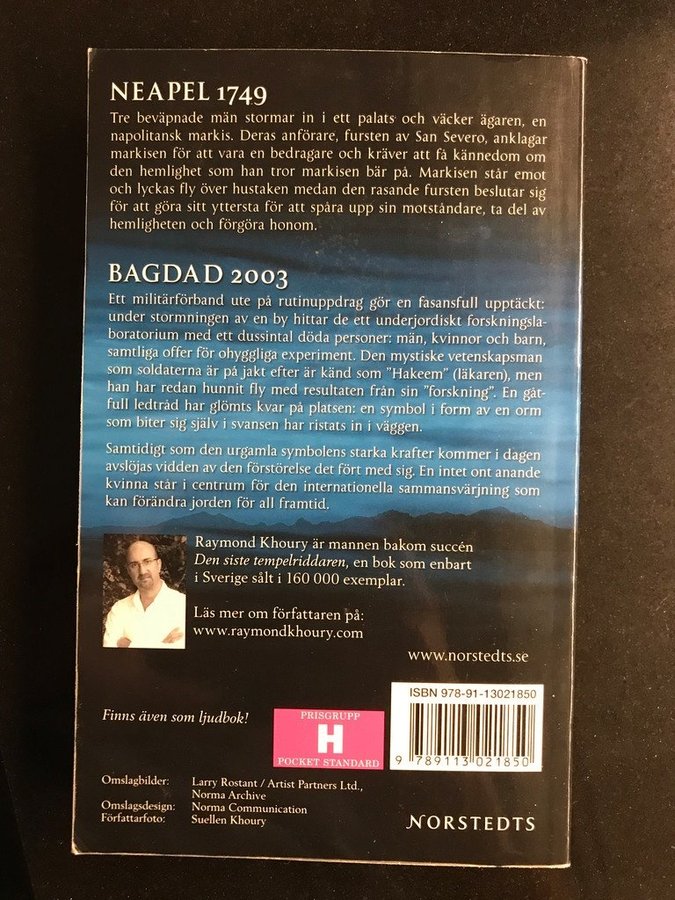 NEAPEL 1749
Tre beväpnade män stormar in i ett palats och väcker ägaren, en
napolitansk markis. Deras anförare, fursten av San Severo, anklagar
markisen för att vara en bedragare och kräver att få kännedom om
den hemlighet som han tror markisen bär på. Markisen står emot
och lyckas fly över hustaken medan den rasande fursten beslutar sig
för att göra sitt yttersta för att spåra upp sin motståndare, ta del av
hemligheten och förgöra honom.
BAGDAD 2003
Ett militärförband ute på rutinuppdrag gör en fasansfull upptäckt:
under stormningen av en by hittar de ett underjordiskt forskningsla-
boratorium med ett dussintal döda personer: män, kvinnor och barn,
samtliga offer för ohyggliga experiment. Den mystiske vetenskapsman
som soldaterna är på jakt efter är känd som ”Hakeem” (läkaren), men
han har redan hunnit fly med resultaten från sin ”forskning”. En gåt-
full ledtråd har glömts kvar på platsen: en symbol i form av en orm
som biter sig själv i svansen har ristats in i väggen.
Samtidigt som den urgamla symbolens starka krafter kommer i dagen
avslöjas vidden av den förstörelse det fört med sig. En intet ont anande
kvinna står i centrum för den internationella sammansvärjning som
kan förändra jorden för all framtid.
Raymond Khoury är mannen bakom succén
Den siste tempelriddaren, en bok som enbart
i Sverige sålt i 160 000 exemplar.
Läs mer om författaren på:
www.raymondkhoury.com
www.norstedts.se
ISBN 978-91-13021850
Finns även som ljudbok!
PRISGRUPP
H
POCKET STANDARD
9 789113 021850
Omslagbilder: Larry Rostant / Artist Partners Ltd.,
Norma Archive
Omslagsdesign: Norma Communication
Författarfoto: Suellen Khoury
NORSTEDTS